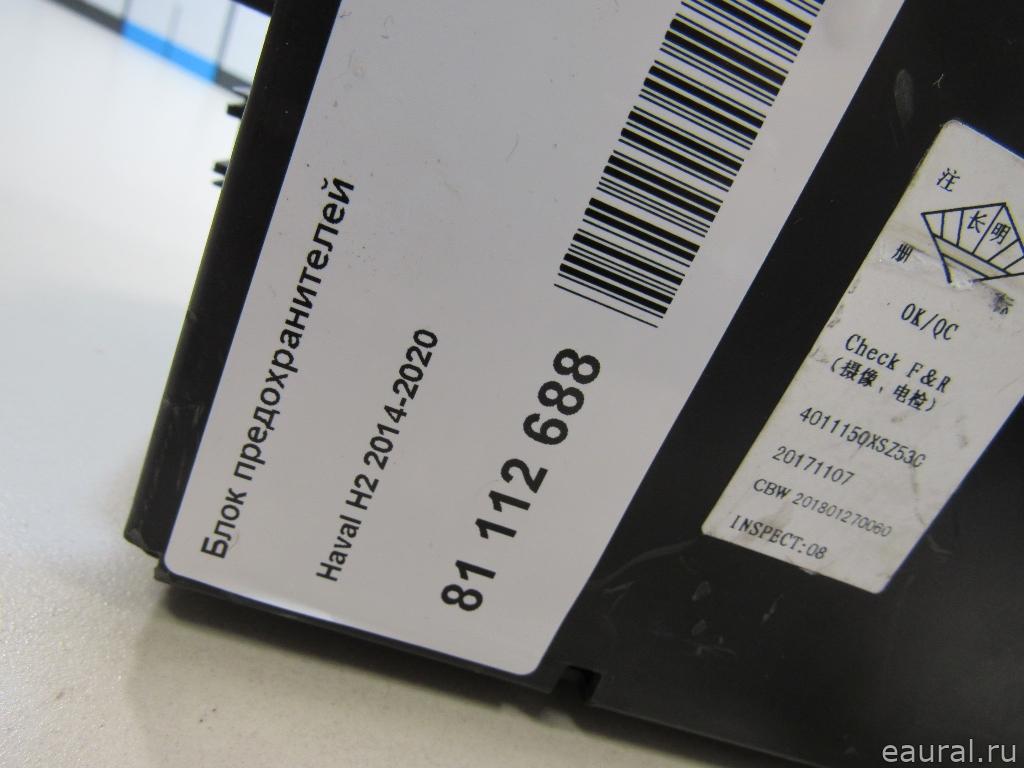 Блок предохранителей
Haval H2 2014-2020
81 112 688
注
长明
册
OK/QC
Check F&R
(摄像，电检)
4011150XSZ53C
20171107
CBW 201801270060
INSPECT:08
eaural.ru